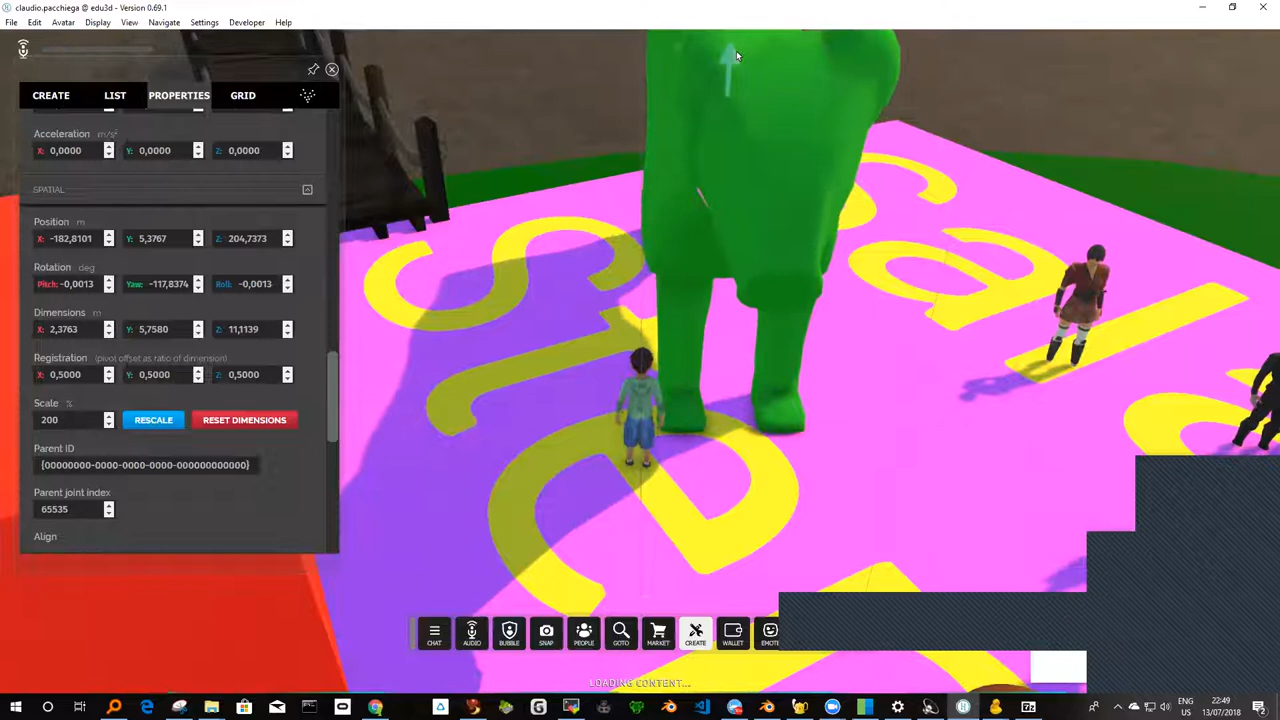 claudio.pacchiega @ edu3d - Version 0.69.1
File Edit Avatar Display View Navigate Settings Developer Help
CREATE LIST PROPERTIES GRID
Acceleration m/s²
X: 0,0000 Y: 0,0000 Z: 0,0000
SPATIAL
Position m
X: -182,8101 Y: 5,3767 Z: 204,7373
Rotation deg
Pitch: -0,0013 Yaw: -117,8374 Roll: -0,0013
Dimensions m
X: 2,3763 Y: 5,7580 Z: 11,1139
Registration (pivot offset as ratio of dimension)
X: 0,5000 Y: 0,5000 Z: 0,5000
Scale %
200 RESCALE RESET DIMENSIONS
Parent ID
{00000000-0000-0000-0000-000000000000}
Parent joint index
65535
Align
CHAT AUDIO BUBBLE SNAP PEOPLE GOTO MARKET CREATE WALLET EMOTE
LOADING CONTENT...
ENG
US
22:49
13/07/2018